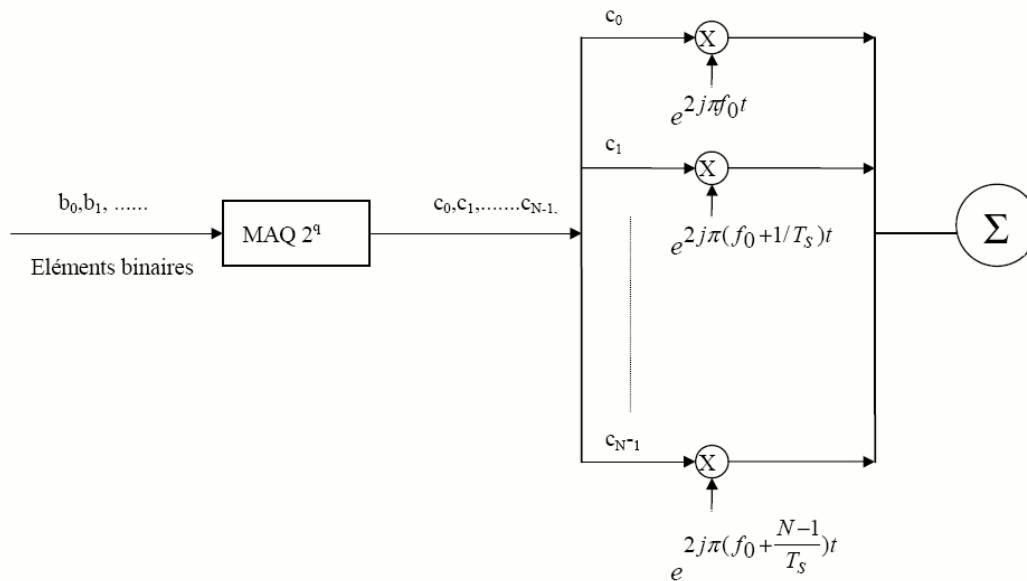 c₀
X
e^{2jπf₀t}
c₁
X
b₀,b₁, ......
c₀,c₁,.......c_{N-1,}
MAQ 2^q
Σ
e^{2jπ(f₀+1/T_s)t}
Eléments binaires
c_{N-1}
X
e^{2jπ(f₀+\frac{N-1}{T_s})t}